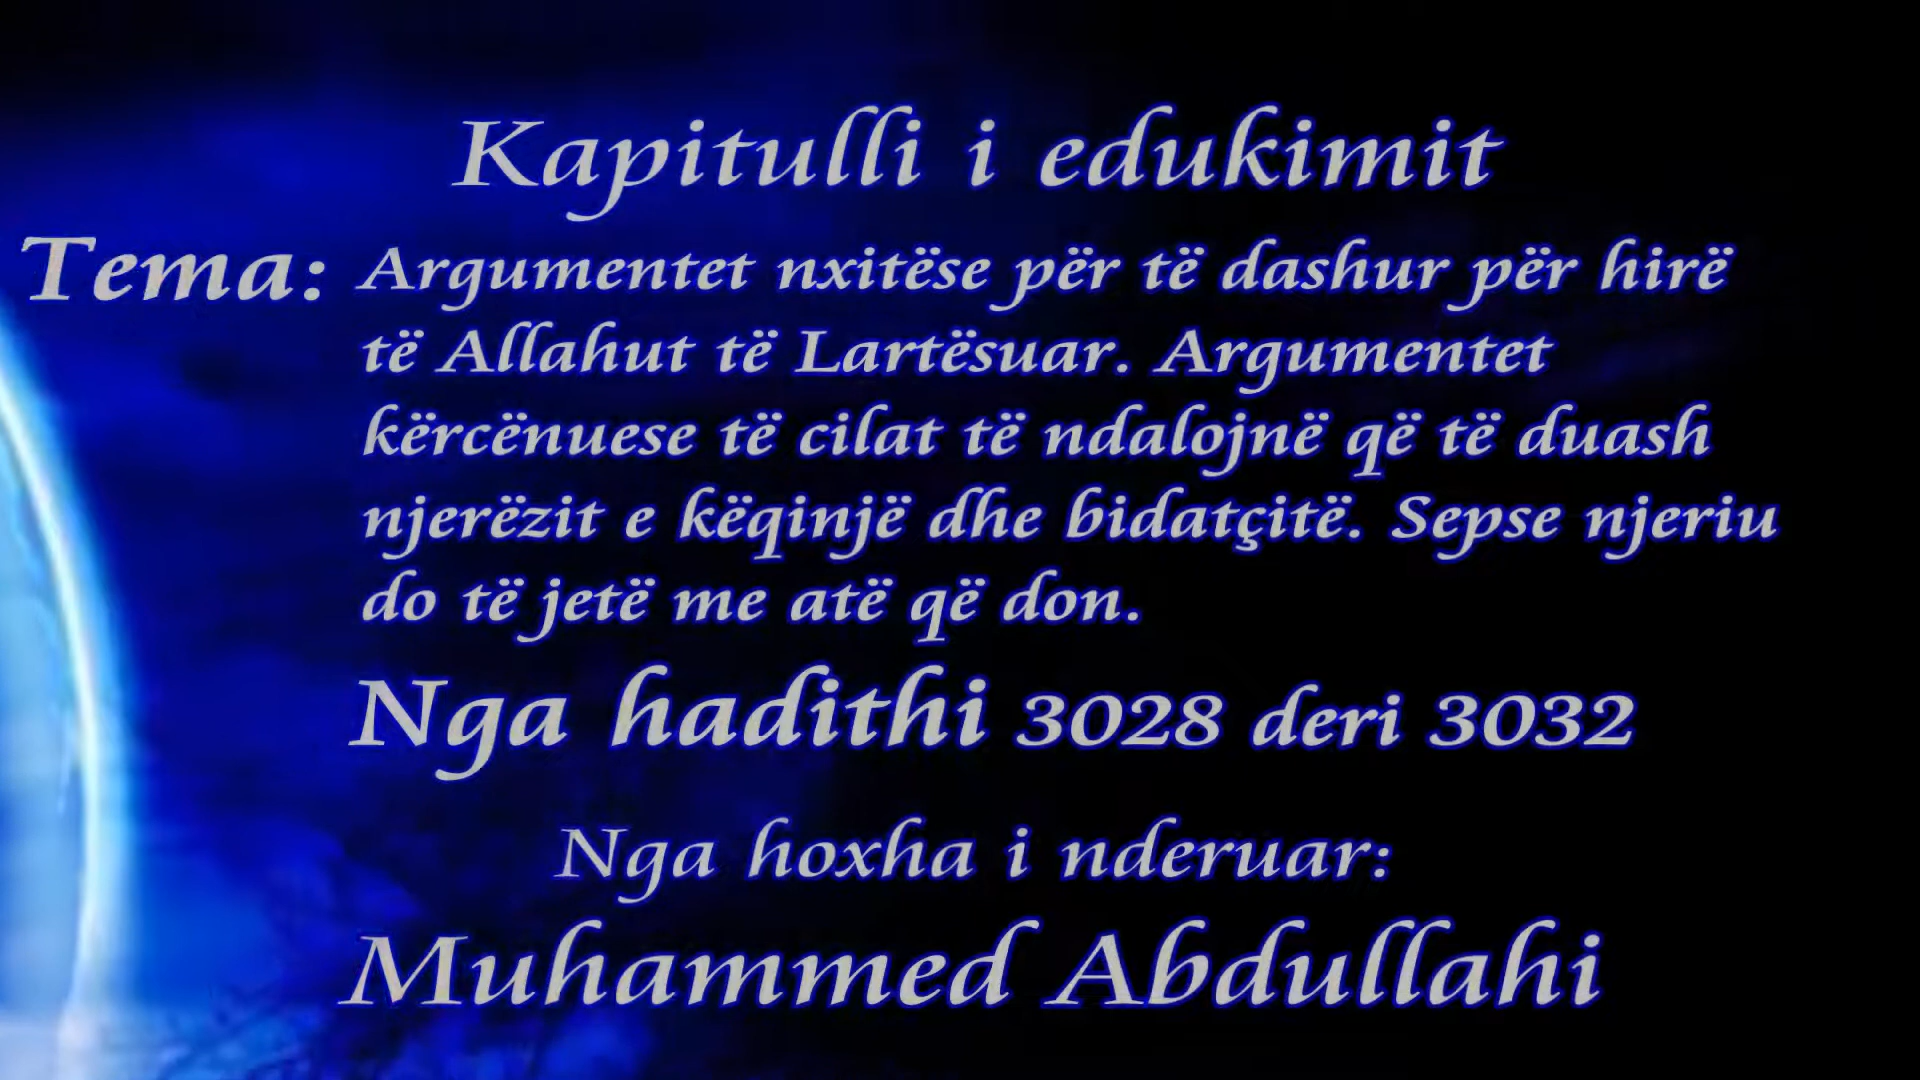 Kapitulli i edukimit
Tema: Argumentet nxitëse për të dashur për hirë
të Allahut të Lartësuar. Argumentet
kërcënuese të cilat të ndalojnë që të duash
njerëzit e këqinjë dhe bidatçitë. Sepse njeriu
do të jetë me atë që don.
Nga hadithi 3028 deri 3032
Nga hoxha i nderuar:
Muhammed Abdullahi